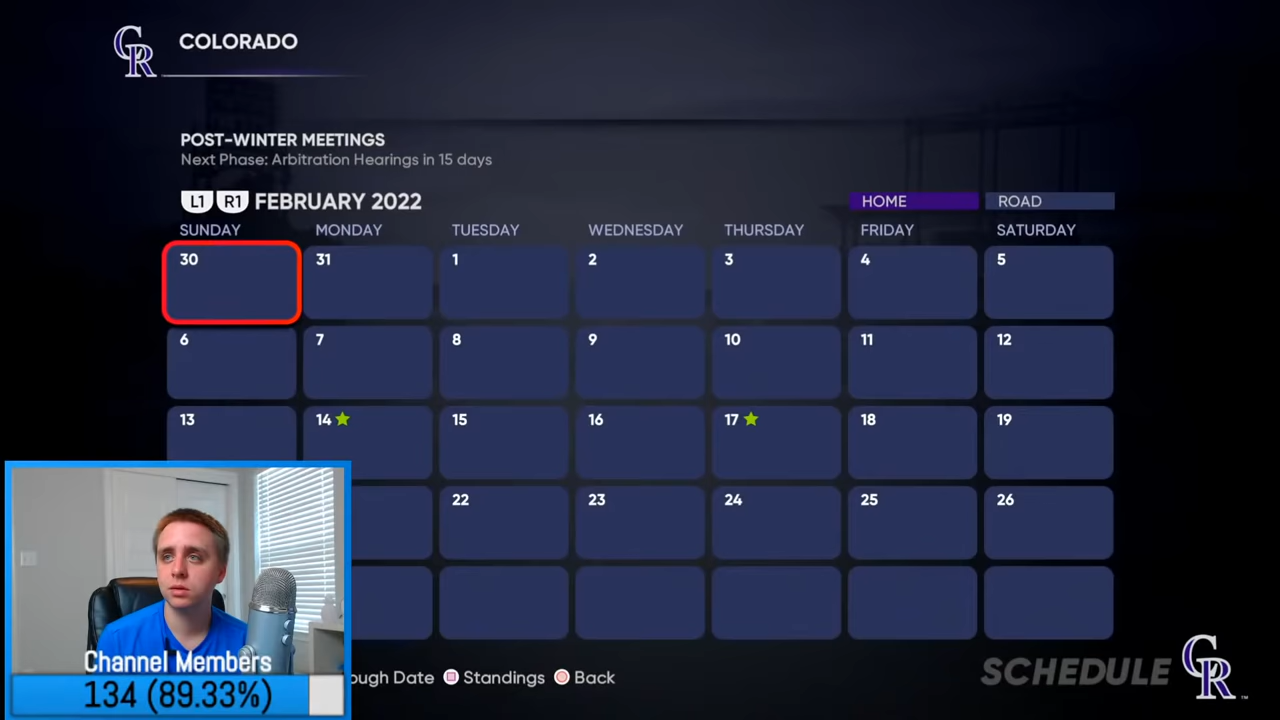 COLORADO
POST-WINTER MEETINGS
Next Phase: Arbitration Hearings in 15 days
L1 R1 FEBRUARY 2022
HOME ROAD
SUNDAY MONDAY TUESDAY WEDNESDAY THURSDAY FRIDAY SATURDAY
30 31 1 2 3 4 5
6 7 8 9 10 11 12
13 14 15 16 17 18 19
22 23 24 25 26
Channel Members
134 (89.33%)
ough Date Standings Back
SCHEDULE CR
CR
TM